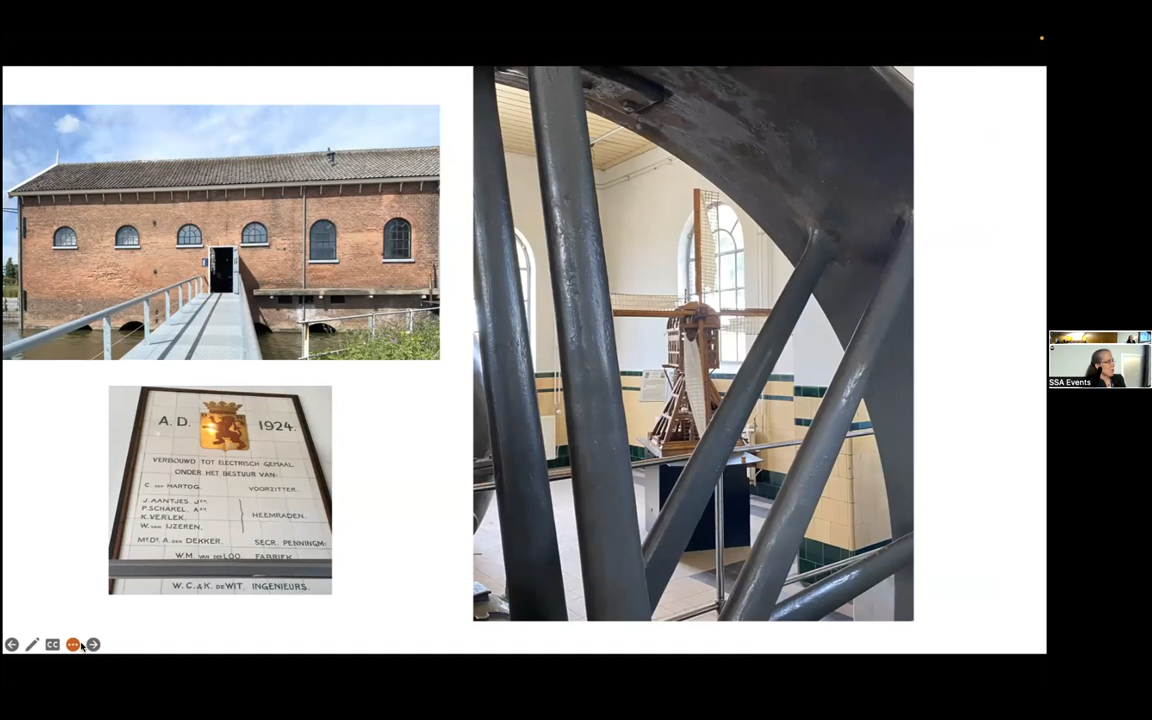 A.D. 1924.
VERBOUWD TOT ELECTRISCH GEMAAL
ONDER HET BESTUUR VAN:
C. DEN HARTOG. VOORZITTER.
J. AANTJES. JZN.
P. SCHAKEL. AZN.
K. VERLEK. HEEMRADEN.
W. VAN IJZEREN.
MR. DR. A. DEN DEKKER. SECR. PENNINGM:
W.M. VAN DER LOO. FABRIEK.
W.C. & K. DE WIT. INGENIEURS.
CC
SSA Events